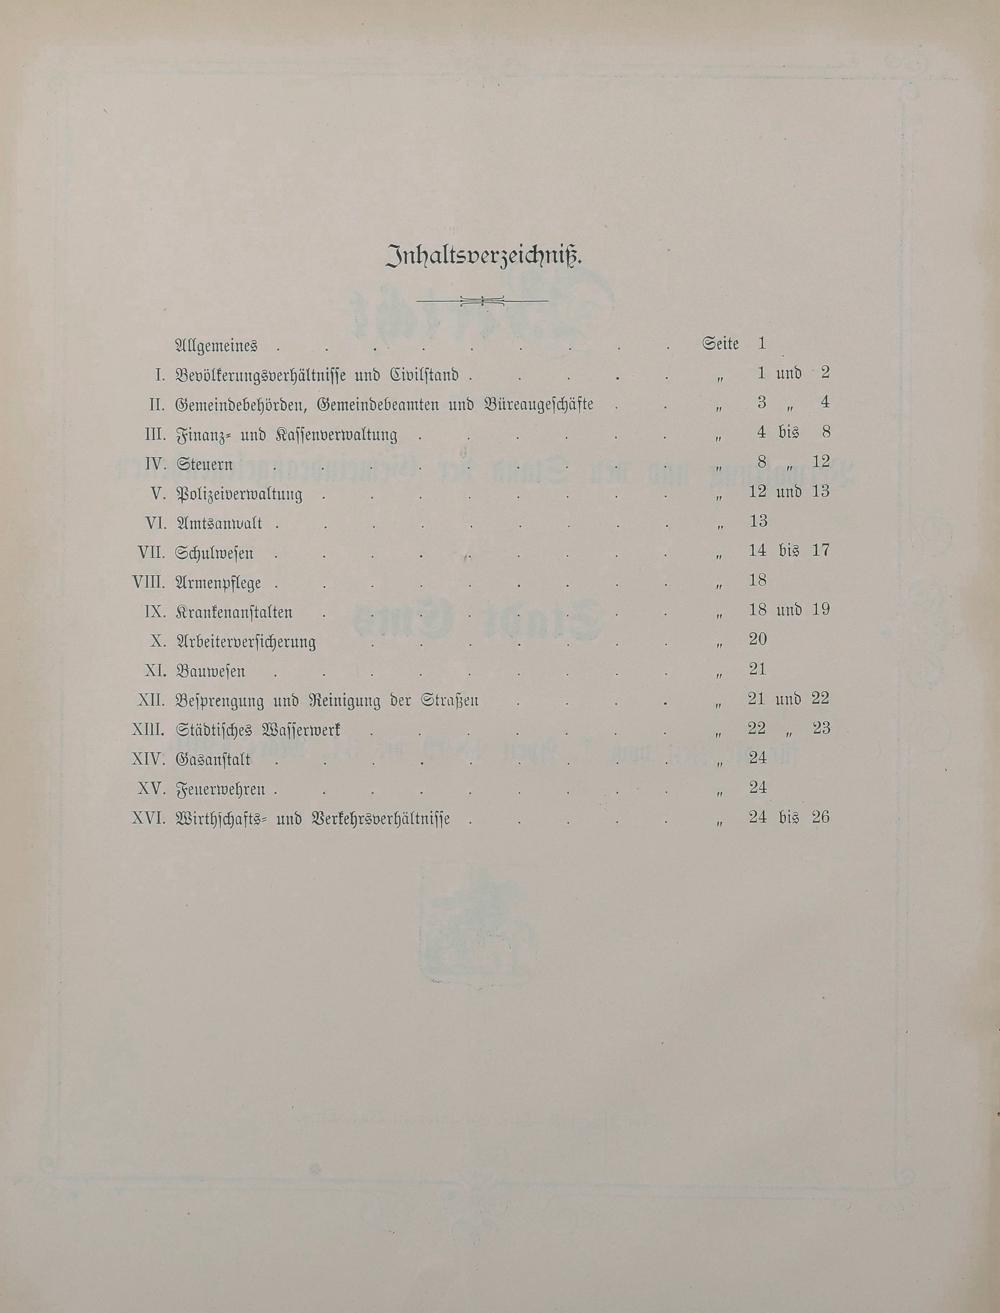 Inhaltsverzeichniß.
Allgemeines . . . . . . . . . Seite 1
I. Bevölkerungsverhältnisse und Civilstand . . . . . „ 1 und 2
II. Gemeindebehörden, Gemeindebeamten und Büreaugeschäfte . . „ 3 „ 4
III. Finanz- und Kassenverwaltung . . . . . . „ 4 bis 8
IV. Steuern . . . . . . . . . „ 8 „ 12
V. Polizeiverwaltung . . . . . . . . „ 12 und 13
VI. Amtsanwalt . . . . . . . . . „ 13
VII. Schulwesen . . . . . . . . . „ 14 bis 17
VIII. Armenpflege . . . . . . . . . „ 18
IX. Krankenanstalten . . . . . . . . „ 18 und 19
X. Arbeiterversicherung . . . . . . . „ 20
XI. Bauwesen . . . . . . . . . „ 21
XII. Besprengung und Reinigung der Straßen . . . . „ 21 und 22
XIII. Städtisches Wasserwerk . . . . . . . „ 22 „ 23
XIV. Gasanstalt . . . . . . . . . „ 24
XV. Feuerwehren . . . . . . . . . „ 24
XVI. Wirthschafts- und Verkehrsverhältnisse . . . . . „ 24 bis 26